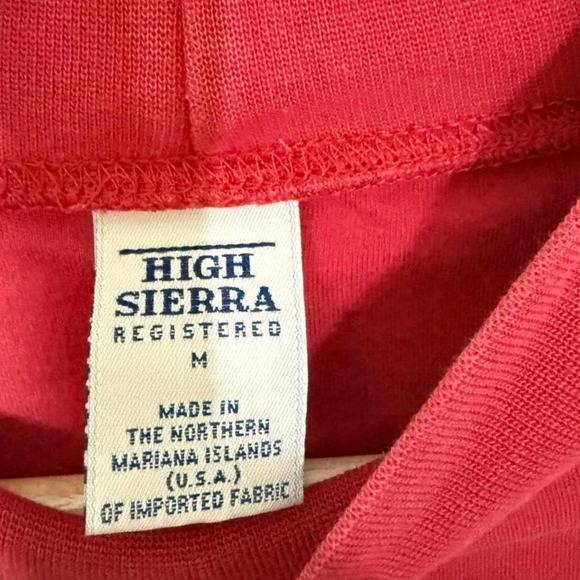 HIGH
SIERRA
REGISTERED
M
MADE IN
THE NORTHERN
MARIANA ISLANDS
(U.S.A.)
OF IMPORTED FABRIC